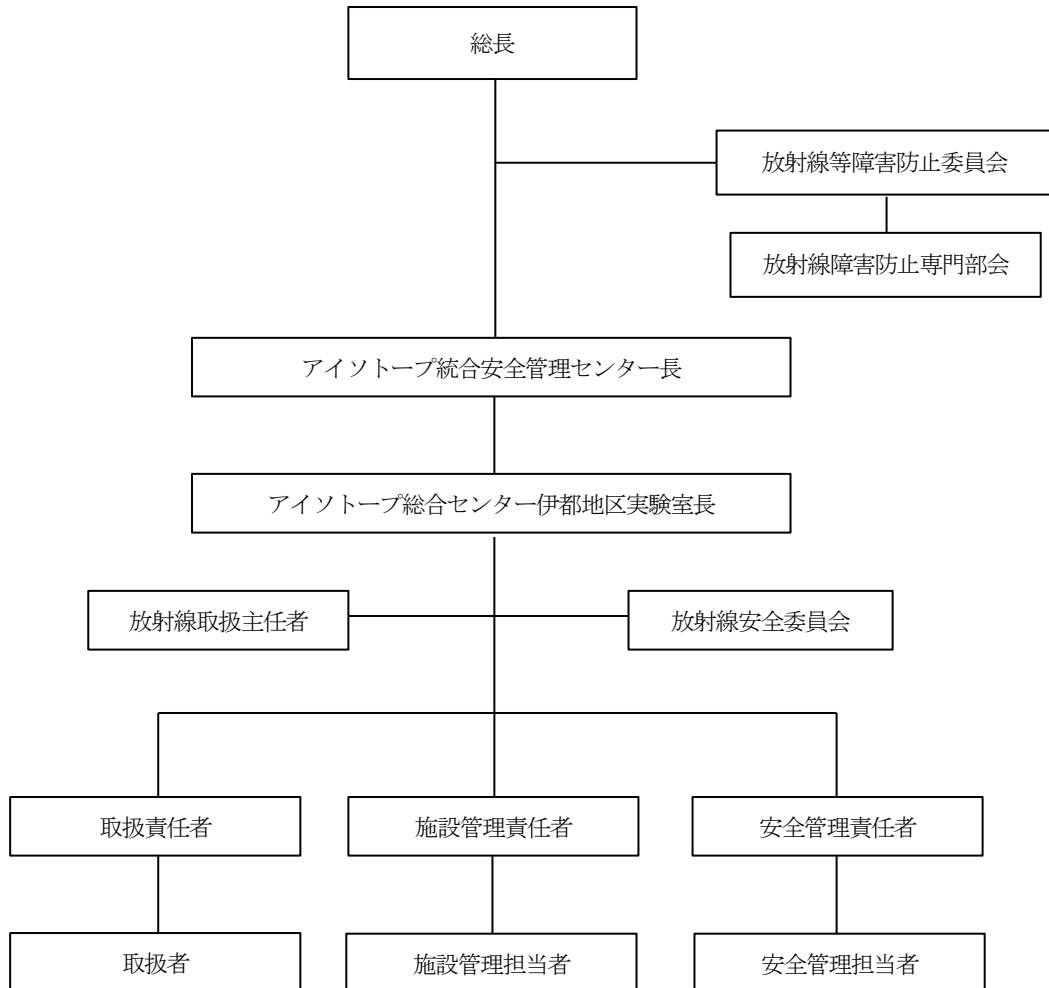 総長
放射線等障害防止委員会
放射線障害防止専門部会
アイソトープ統合安全管理センター長
アイソトープ総合センター伊都地区実験室長
放射線取扱主任者
放射線安全委員会
取扱責任者
施設管理責任者
安全管理責任者
取扱者
施設管理担当者
安全管理担当者